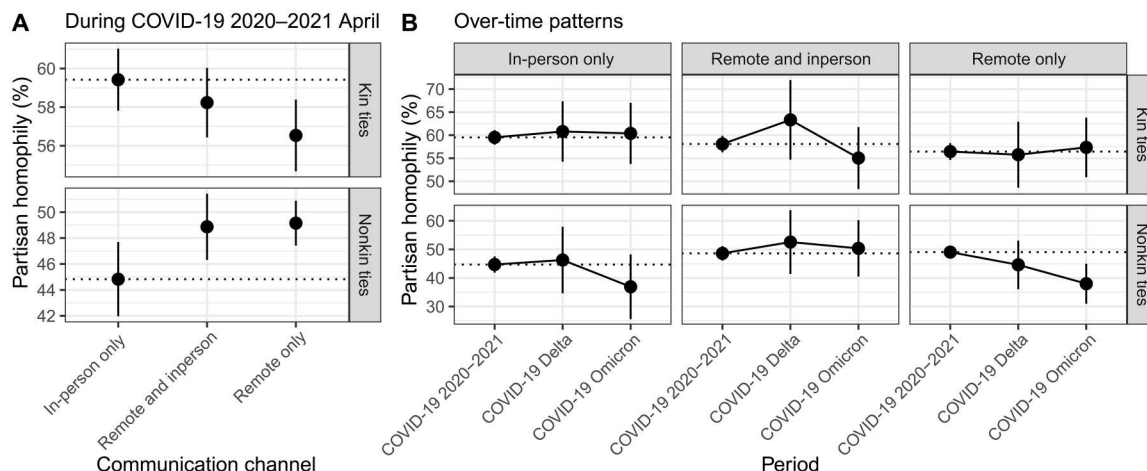 A During COVID-19 2020–2021 April
Partisan homophily (%)
60
58
56
Kin ties
50
48
46
44
42
Nonkin ties
In-person only
Remote and inperson
Remote only
Communication channel
B Over-time patterns
In-person only
Remote and inperson
Remote only
Partisan homophily (%)
70
65
60
55
50
Kin ties
60
50
40
30
Nonkin ties
COVID-19 2020–2021
COVID-19 Delta
COVID-19 Omicron
COVID-19 2020–2021
COVID-19 Delta
COVID-19 Omicron
COVID-19 2020–2021
COVID-19 Delta
COVID-19 Omicron
Period